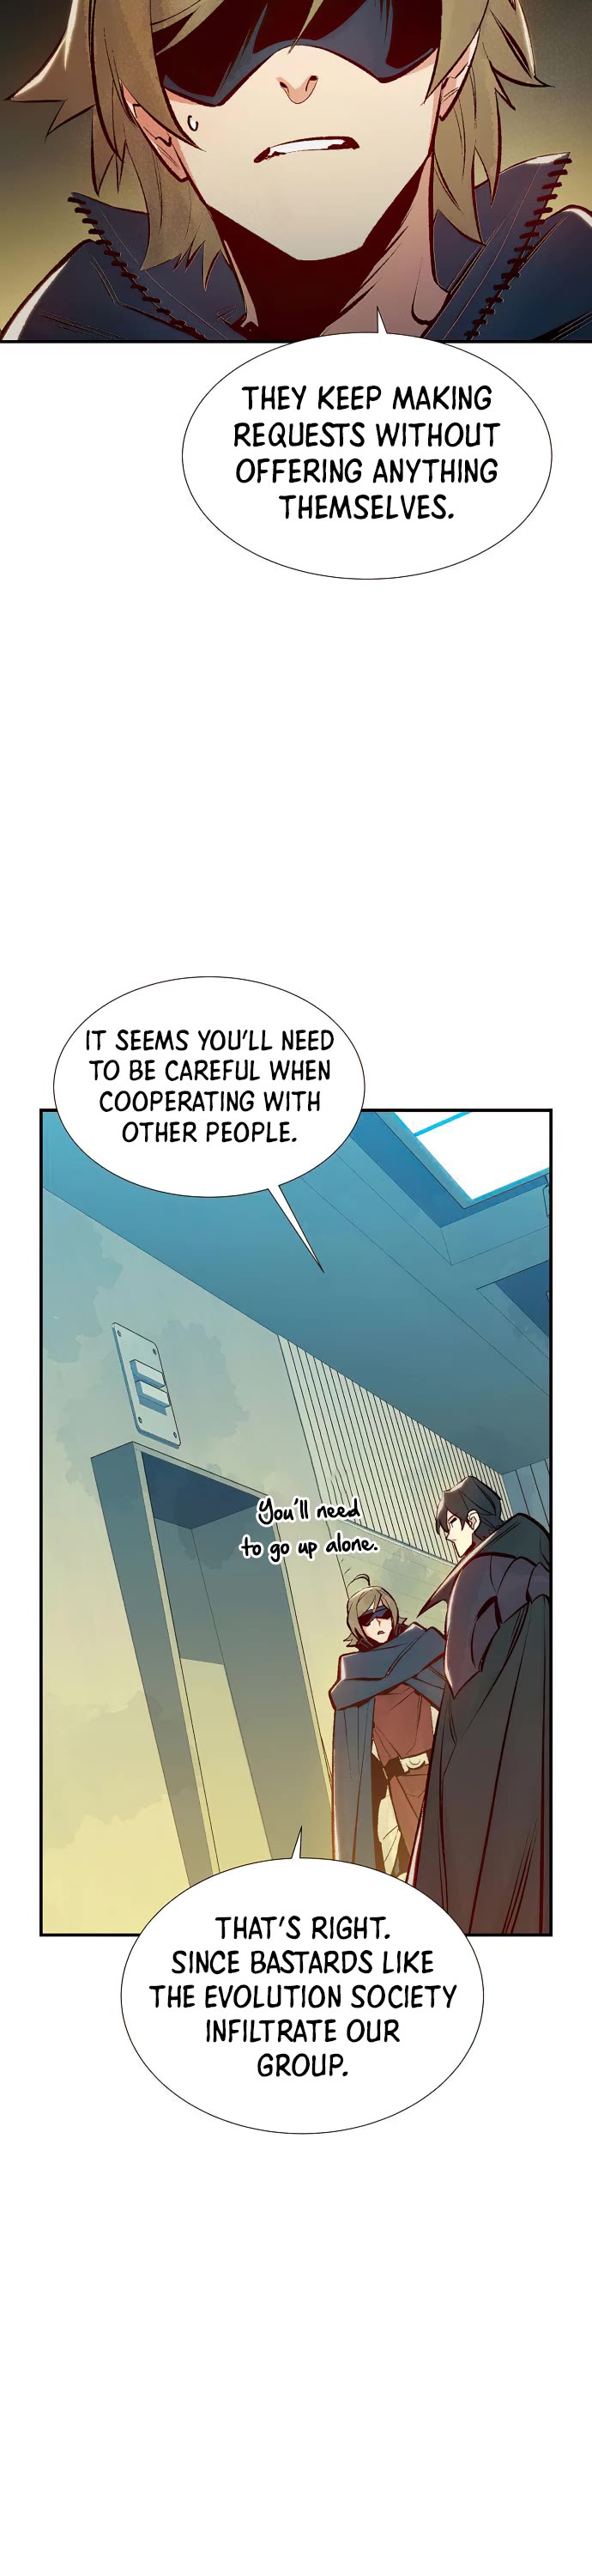 THEY KEEP MAKING
REQUESTS WITHOUT
OFFERING ANYTHING
THEMSELVES.
IT SEEMS YOU'LL NEED
TO BE CAREFUL WHEN
COOPERATING WITH
OTHER PEOPLE.
You'll need
to go up alone.
THAT'S RIGHT.
SINCE BASTARDS LIKE
THE EVOLUTION SOCIETY
INFILTRATE OUR
GROUP.